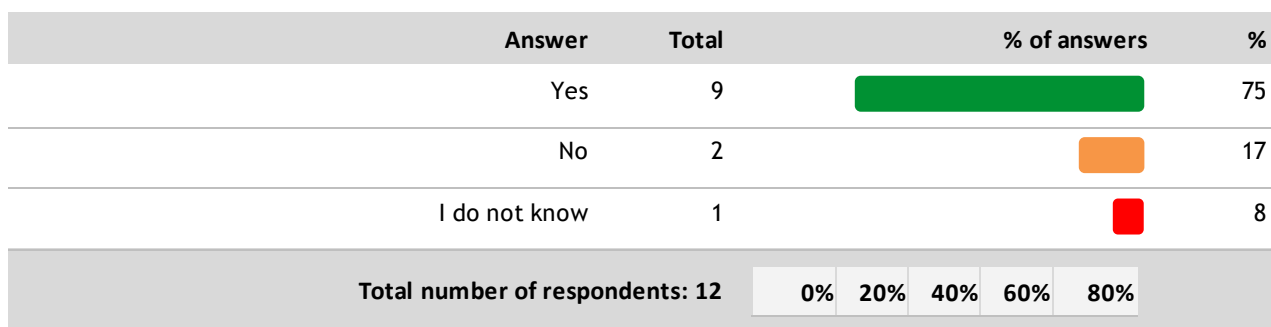 Answer Total % of answers %
Yes 9 75
No 2 17
I do not know 1 8
Total number of respondents: 12 0% 20% 40% 60% 80%